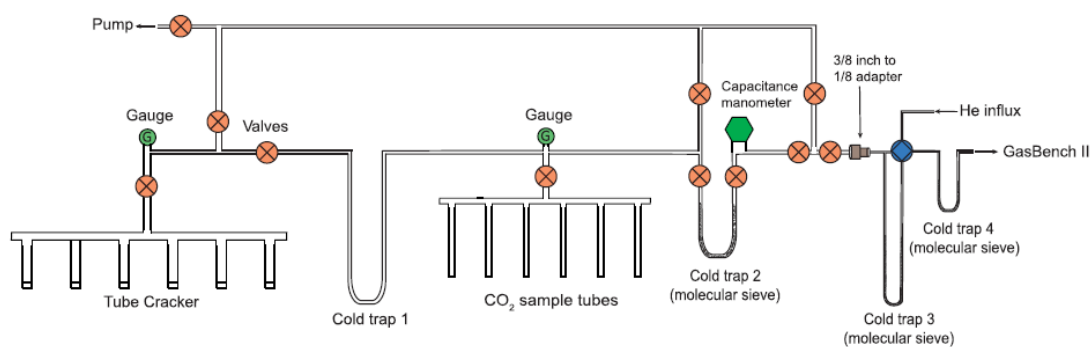 Pump
3/8 inch to
1/8 adapter
Capacitance
manometer
Gauge
G
Valves
Gauge
G
He influx
GasBench II
Tube Cracker
Cold trap 1
CO₂ sample tubes
Cold trap 2
(molecular sieve)
Cold trap 4
(molecular sieve)
Cold trap 3
(molecular sieve)